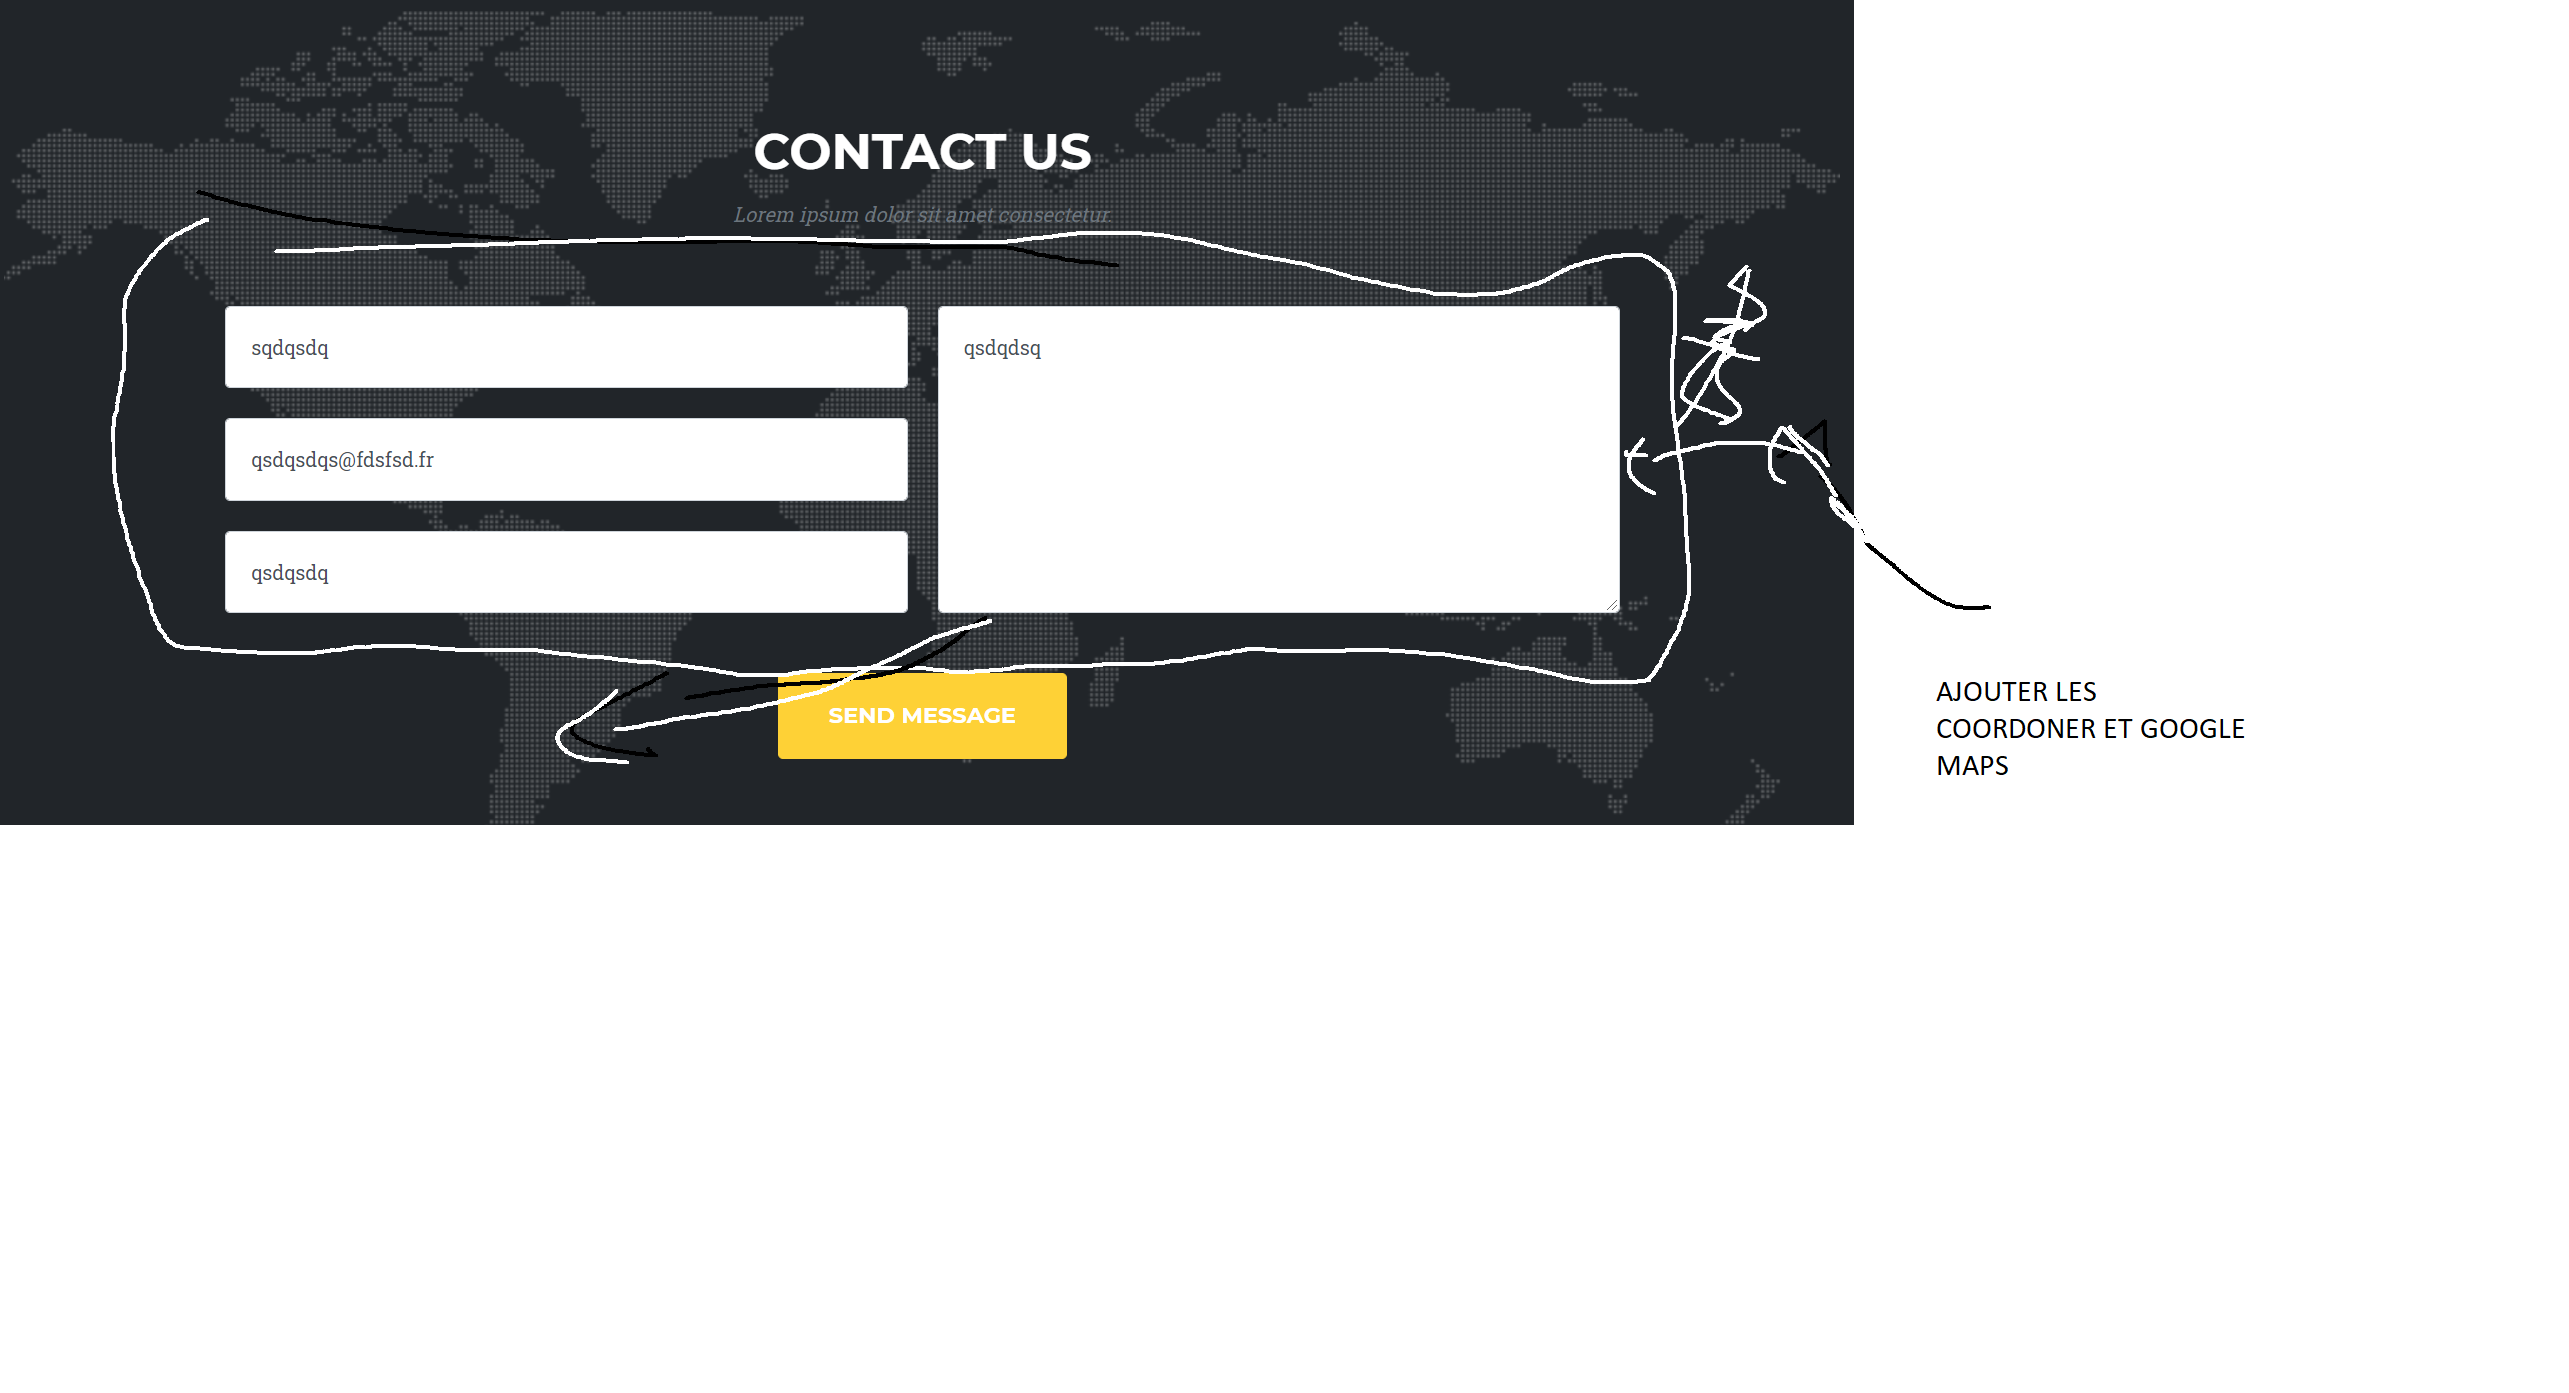 CONTACT US
Lorem ipsum dolor sit amet consectetur.
sqdqsdq
qsdqsdqs@fdsfsd.fr
qsdqsdq
qsdqdsq
SEND MESSAGE
AJOUTER LES
COORDONER ET GOOGLE
MAPS